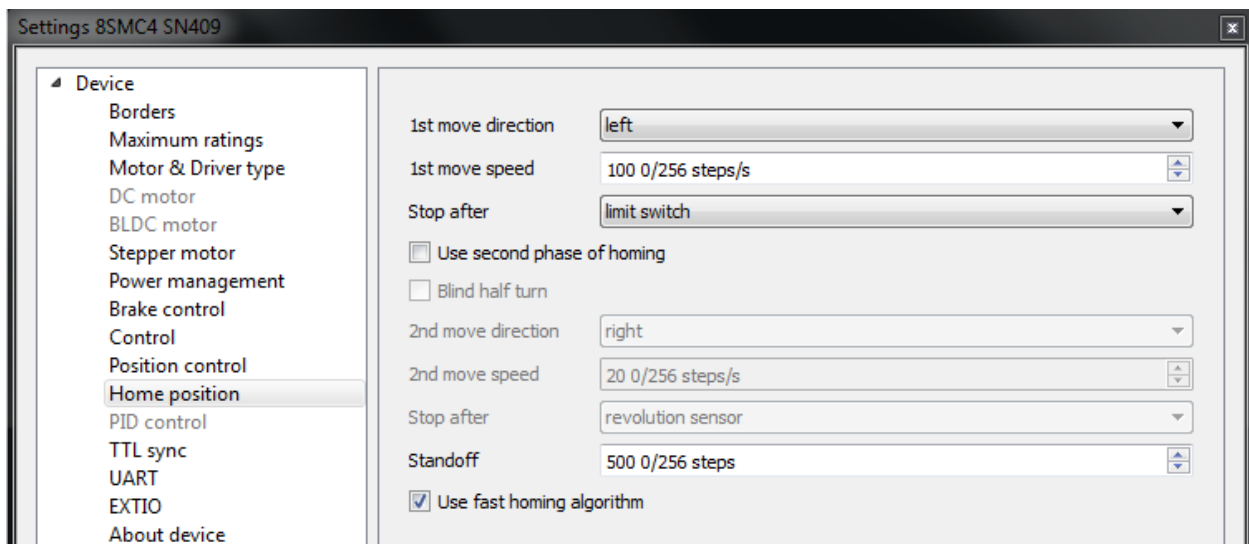 Settings 8SMC4 SN409
Device
Borders
Maximum ratings
Motor & Driver type
DC motor
BLDC motor
Stepper motor
Power management
Brake control
Control
Position control
Home position
PID control
TTL sync
UART
EXTIO
About device
1st move direction left
1st move speed 100 0/256 steps/s
Stop after limit switch
Use second phase of homing
Blind half turn
2nd move direction right
2nd move speed 20 0/256 steps/s
Stop after revolution sensor
Standoff 500 0/256 steps
Use fast homing algorithm